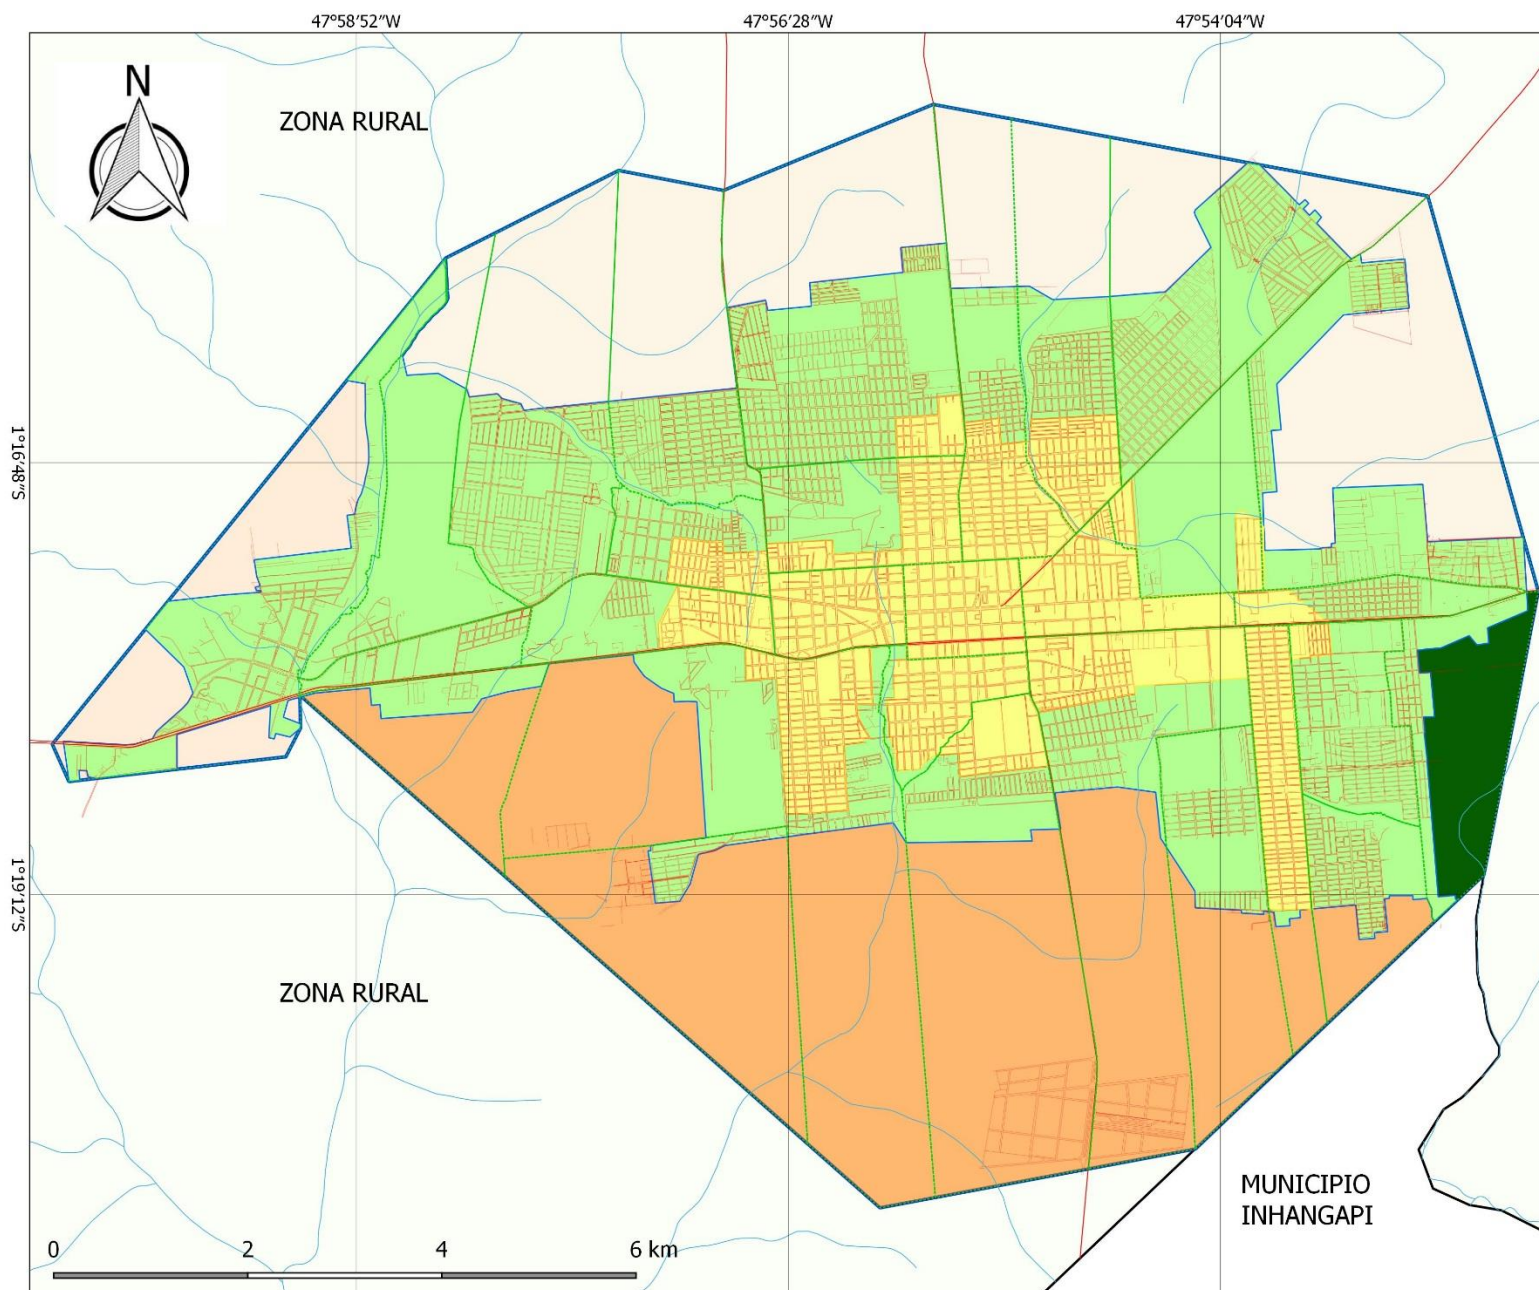 47°58′52″W
47°56′28″W
47°54′04″W
N
ZONA RURAL
1°16′48″S
1°19′12″S
ZONA RURAL
MUNICIPIO
INHANGAPI
0 2 4 6 km